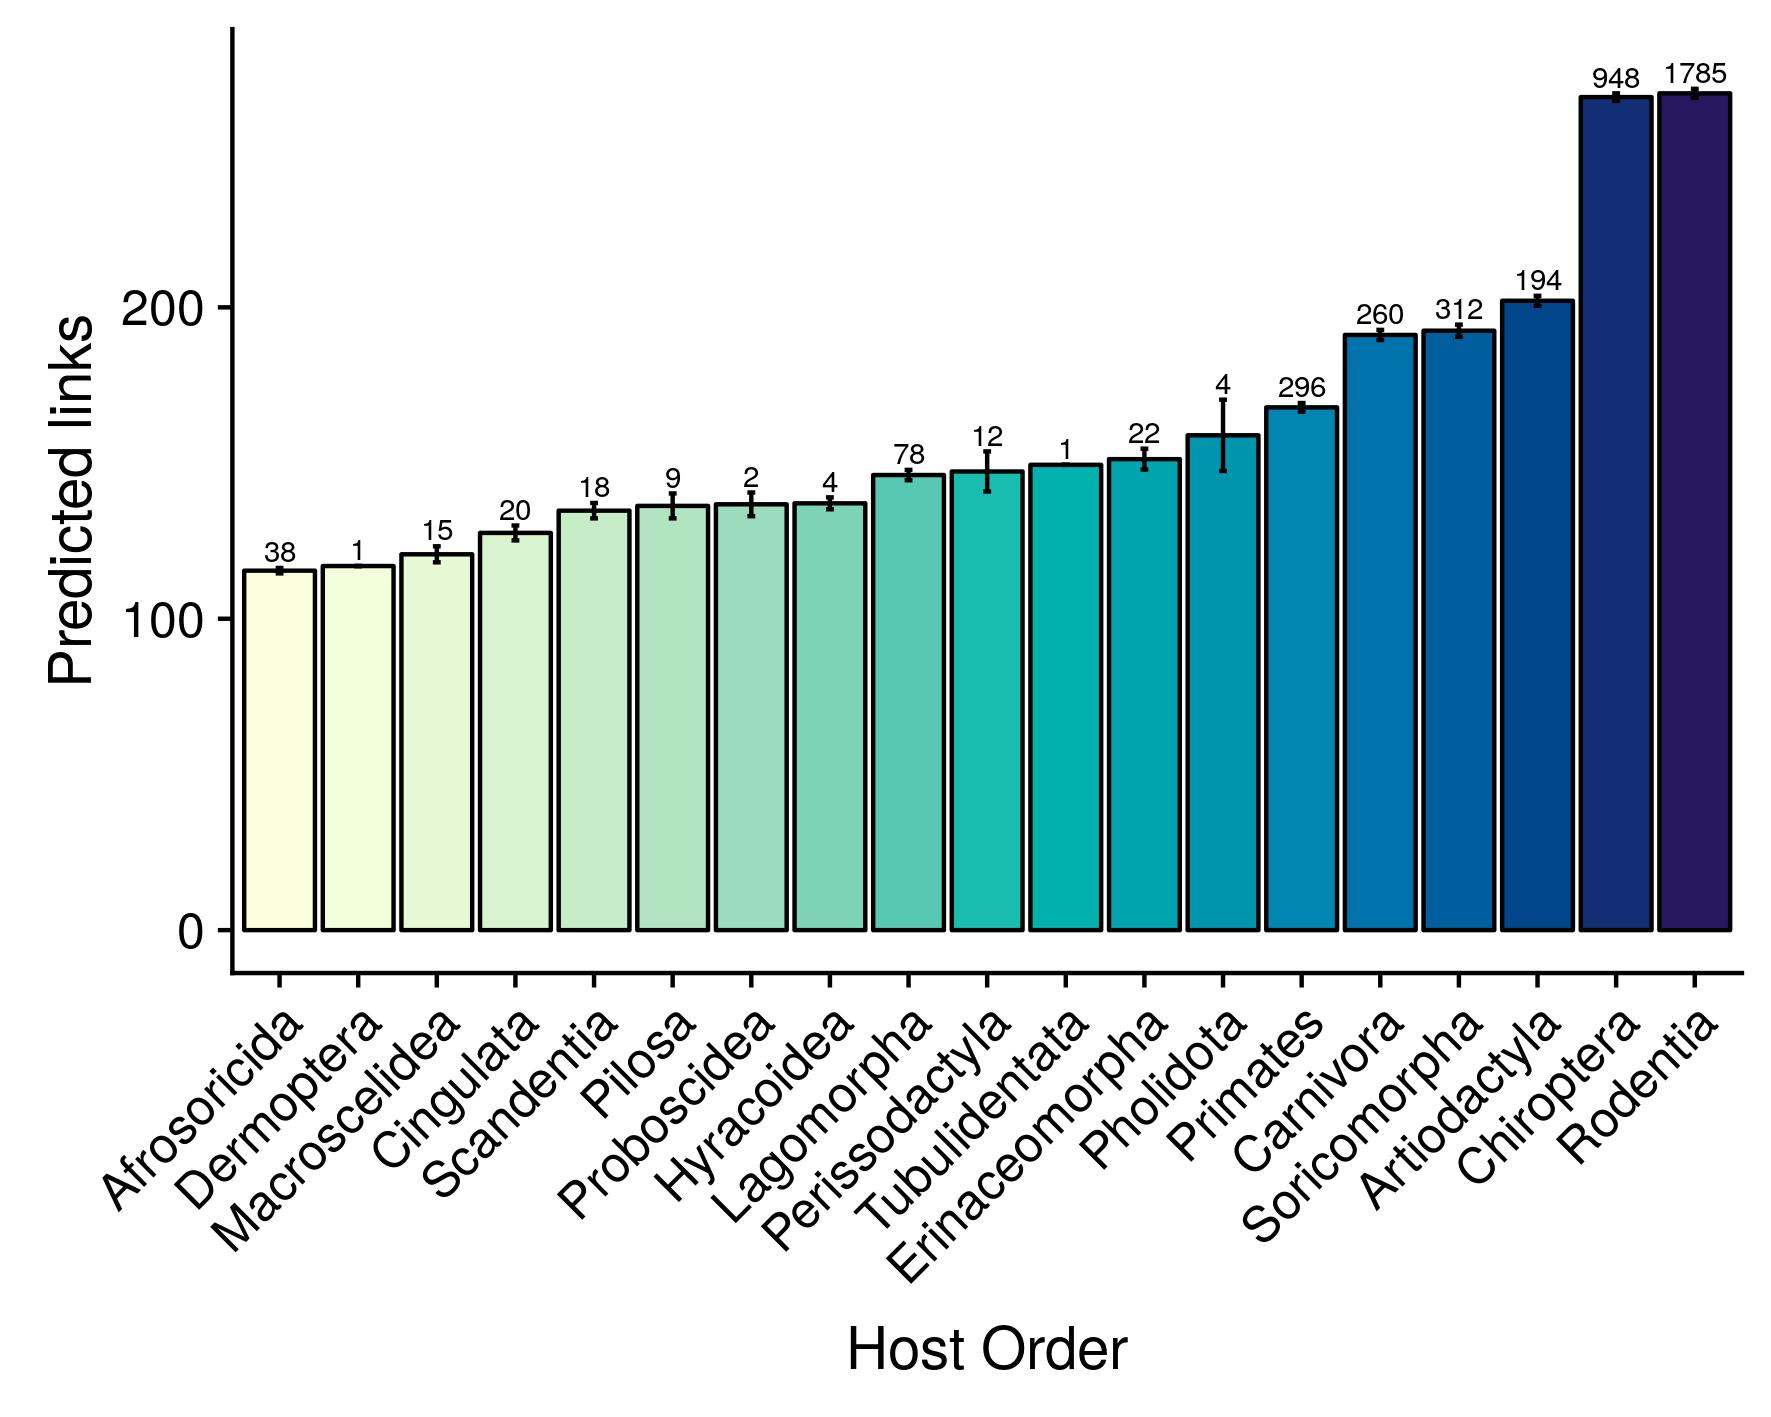 Predicted links
200
100
0
38
1
15
20
18
9
2
4
78
12
1
22
4
296
260
312
194
948
1785
Afrosoricida
Dermoptera
Macroscelidea
Cingulata
Scandentia
Pilosa
Proboscidea
Hyracoidea
Lagomorpha
Perissodactyla
Tubulidentata
Erinaceomorpha
Pholidota
Primates
Carnivora
Soricomorpha
Artiodactyla
Chiroptera
Rodentia
Host Order